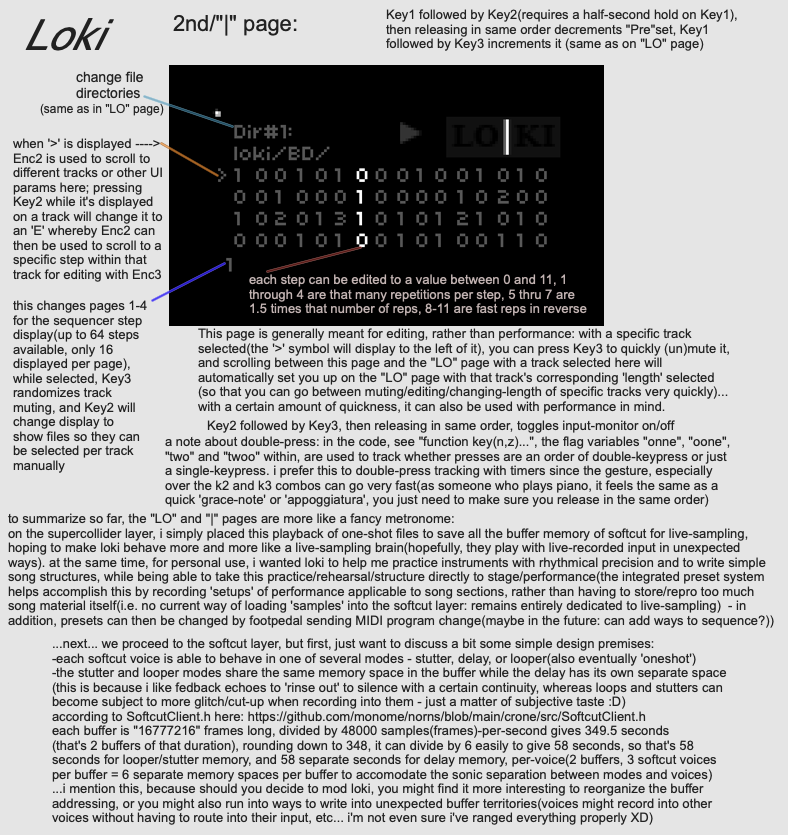 Loki
2nd/"|" page:
Key1 followed by Key2(requires a half-second hold on Key1),
then releasing in same order decrements "Pre"set, Key1
followed by Key3 increments it (same as on "LO" page)
change file
directories
(same as in "LO" page)
when '>' is displayed ---->
Enc2 is used to scroll to
different tracks or other UI
params here; pressing
Key2 while it's displayed
on a track will change it to
an 'E' whereby Enc2 can
then be used to scroll to a
specific step within that
track for editing with Enc3
this changes pages 1-4
for the sequencer step
display(up to 64 steps
available, only 16
displayed per page),
while selected, Key3
randomizes track
muting, and Key2 will
change display to
show files so they can
be selected per track
manually
Dir#1:
loki/BD/
LO|KI
> 1 0 0 1 0 1 0 0 0 1 0 0 1 0 1 0
0 0 1 0 0 0 1 0 0 0 0 1 0 2 0 0
1 0 2 0 1 3 1 0 1 0 1 2 1 0 1 0
0 0 0 1 0 1 0 0 1 0 1 0 0 1 1 0
1
each step can be edited to a value between 0 and 11, 1
through 4 are that many repetitions per step, 5 thru 7 are
1.5 times that number of reps, 8-11 are fast reps in reverse
This page is generally meant for editing, rather than performance: with a specific track
selected(the '>' symbol will display to the left of it), you can press Key3 to quickly (un)mute it,
and scrolling between this page and the "LO" page with a track selected here will
automatically set you up on the "LO" page with that track's corresponding 'length' selected
(so that you can go between muting/editing/changing-length of specific tracks very quickly)...
with a certain amount of quickness, it can also be used with performance in mind.
Key2 followed by Key3, then releasing in same order, toggles input-monitor on/off
a note about double-press: in the code, see "function key(n,z)...", the flag variables "onne", "oone",
"two" and "twoo" within, are used to track whether presses are an order of double-keypress or just
a single-keypress. i prefer this to double-press tracking with timers since the gesture, especially
over the k2 and k3 combos can go very fast(as someone who plays piano, it feels the same as a
quick 'grace-note' or 'appoggiatura', you just need to make sure you release in the same order)
to summarize so far, the "LO" and "|" pages are more like a fancy metronome:
on the supercollider layer, i simply placed this playback of one-shot files to save all the buffer memory of softcut for live-sampling,
hoping to make loki behave more and more like a live-sampling brain(hopefully, they play with live-recorded input in unexpected
ways). at the same time, for personal use, i wanted loki to help me practice instruments with rhythmical precision and to write simple
song structures, while being able to take this practice/rehearsal/structure directly to stage/performance(the integrated preset system
helps accomplish this by recording 'setups' of performance applicable to song sections, rather than having to store/repro too much
song material itself(i.e. no current way of loading 'samples' into the softcut layer: remains entirely dedicated to live-sampling)  - in
addition, presets can then be changed by footpedal sending MIDI program change(maybe in the future: can add ways to sequence?))
...next... we proceed to the softcut layer, but first, just want to discuss a bit some simple design premises:
-each softcut voice is able to behave in one of several modes - stutter, delay, or looper(also eventually 'oneshot')
-the stutter and looper modes share the same memory space in the buffer while the delay has its own separate space
(this is because i like fedback echoes to 'rinse out' to silence with a certain continuity, whereas loops and stutters can
become subject to more glitch/cut-up when recording into them - just a matter of subjective taste :D)
according to SoftcutClient.h here: https://github.com/monome/norns/blob/main/crone/src/SoftcutClient.h
each buffer is "16777216" frames long, divided by 48000 samples(frames)-per-second gives 349.5 seconds
(that's 2 buffers of that duration), rounding down to 348, it can divide by 6 easily to give 58 seconds, so that's 58
seconds for looper/stutter memory, and 58 separate seconds for delay memory, per-voice(2 buffers, 3 softcut voices
per buffer = 6 separate memory spaces per buffer to accomodate the sonic separation between modes and voices)
...i mention this, because should you decide to mod loki, you might find it more interesting to reorganize the buffer
addressing, or you might also run into ways to write into unexpected buffer territories(voices might record into other
voices without having to route into their input, etc... i'm not even sure i've ranged everything properly XD)